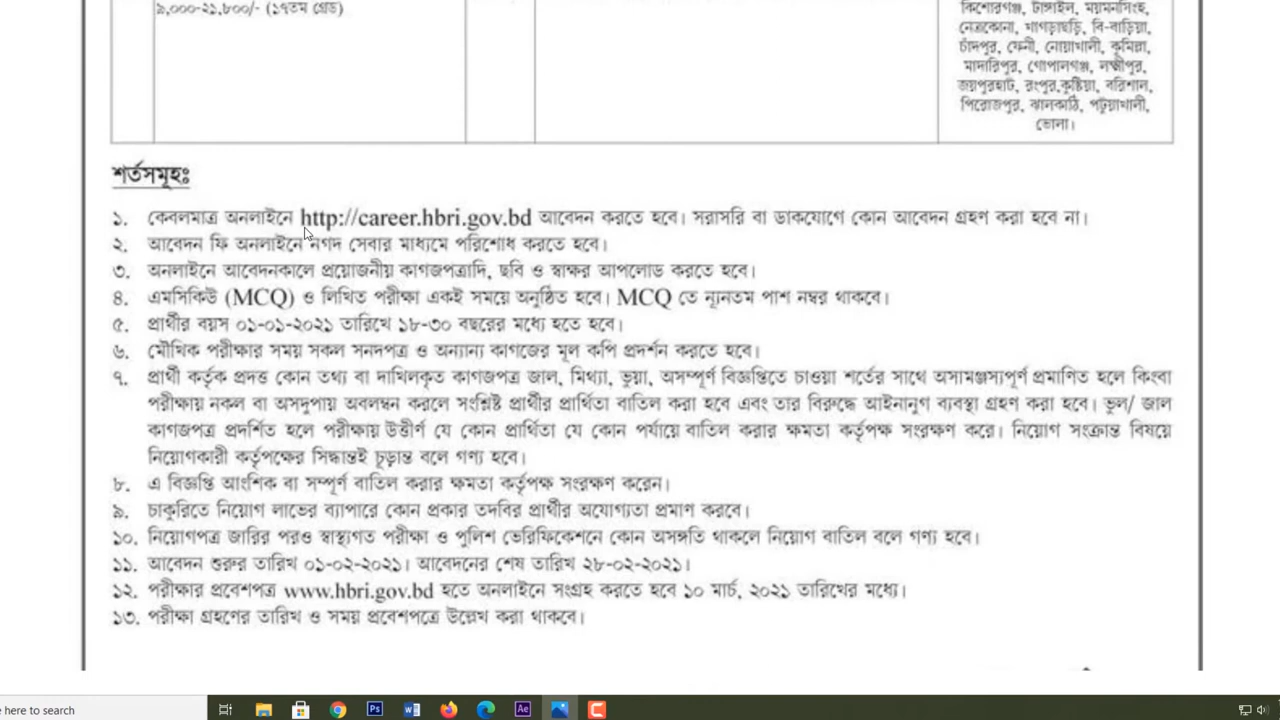 ৯,০০০-২১,৮০০/- (১৭তম গ্রেড)
কিশোরগঞ্জ, টাঙ্গাইল, ময়মনসিংহ,
নেত্রকোনা, খাগড়াছড়ি, বি-বাড়িয়া,
চাঁদপুর, ফেনী, নোয়াখালী, কুমিল্লা,
মাদারিপুর, গোপালগঞ্জ, লক্ষ্মীপুর,
জয়পুরহাট, রংপুর,কুষ্টিয়া, বরিশাল,
পিরোজপুর, ঝালকাঠি, পটুয়াখালী,
ভোলা।
শর্তসমূহঃ
১. কেবলমাত্র অনলাইনে http://career.hbri.gov.bd আবেদন করতে হবে। সরাসরি বা ডাকযোগে কোন আবেদন গ্রহণ করা হবে না।
২. আবেদন ফি অনলাইনে নগদ সেবার মাধ্যমে পরিশোধ করতে হবে।
৩. অনলাইনে আবেদনকালে প্রয়োজনীয় কাগজপত্রাদি, ছবি ও স্বাক্ষর আপলোড করতে হবে।
৪. এমসিকিউ (MCQ) ও লিখিত পরীক্ষা একই সময়ে অনুষ্ঠিত হবে। MCQ তে ন্যূনতম পাশ নম্বর থাকবে।
৫. প্রার্থীর বয়স ০১-০১-২০২১ তারিখে ১৮-৩০ বছরের মধ্যে হতে হবে।
৬. মৌখিক পরীক্ষার সময় সকল সনদপত্র ও অন্যান্য কাগজের মূল কপি প্রদর্শন করতে হবে।
৭. প্রার্থী কর্তৃক প্রদত্ত কোন তথ্য বা দাখিলকৃত কাগজপত্র জাল, মিথ্যা, ভুয়া, অসম্পূর্ণ বিজ্ঞপ্তিতে চাওয়া শর্তের সাথে অসামঞ্জস্যপূর্ণ প্রমাণিত হলে কিংবা
পরীক্ষায় নকল বা অসদুপায় অবলম্বন করলে সংশ্লিষ্ট প্রার্থীর প্রার্থিতা বাতিল করা হবে এবং তার বিরুদ্ধে আইনানুগ ব্যবস্থা গ্রহণ করা হবে। ভুল/ জাল
কাগজপত্র প্রদর্শিত হলে পরীক্ষায় উত্তীর্ণ যে কোন প্রার্থিতা যে কোন পর্যায়ে বাতিল করার ক্ষমতা কর্তৃপক্ষ সংরক্ষণ করে। নিয়োগ সংক্রান্ত বিষয়ে
নিয়োগকারী কর্তৃপক্ষের সিদ্ধান্তই চূড়ান্ত বলে গণ্য হবে।
৮. এ বিজ্ঞপ্তি আংশিক বা সম্পূর্ণ বাতিল করার ক্ষমতা কর্তৃপক্ষ সংরক্ষণ করেন।
৯. চাকুরিতে নিয়োগ লাভের ব্যাপারে কোন প্রকার তদবির প্রার্থীর অযোগ্যতা প্রমাণ করবে।
১০. নিয়োগপত্র জারির পরও স্বাস্থ্যগত পরীক্ষা ও পুলিশ ভেরিফিকেশনে কোন অসঙ্গতি থাকলে নিয়োগ বাতিল বলে গণ্য হবে।
১১. আবেদন শুরুর তারিখ ০১-০২-২০২১। আবেদনের শেষ তারিখ ২৮-০২-২০২১।
১২. পরীক্ষার প্রবেশপত্র www.hbri.gov.bd হতে অনলাইনে সংগ্রহ করতে হবে ১০ মার্চ, ২০২১ তারিখের মধ্যে।
১৩. পরীক্ষা গ্রহণের তারিখ ও সময় প্রবেশপত্রে উল্লেখ করা থাকবে।
here to search